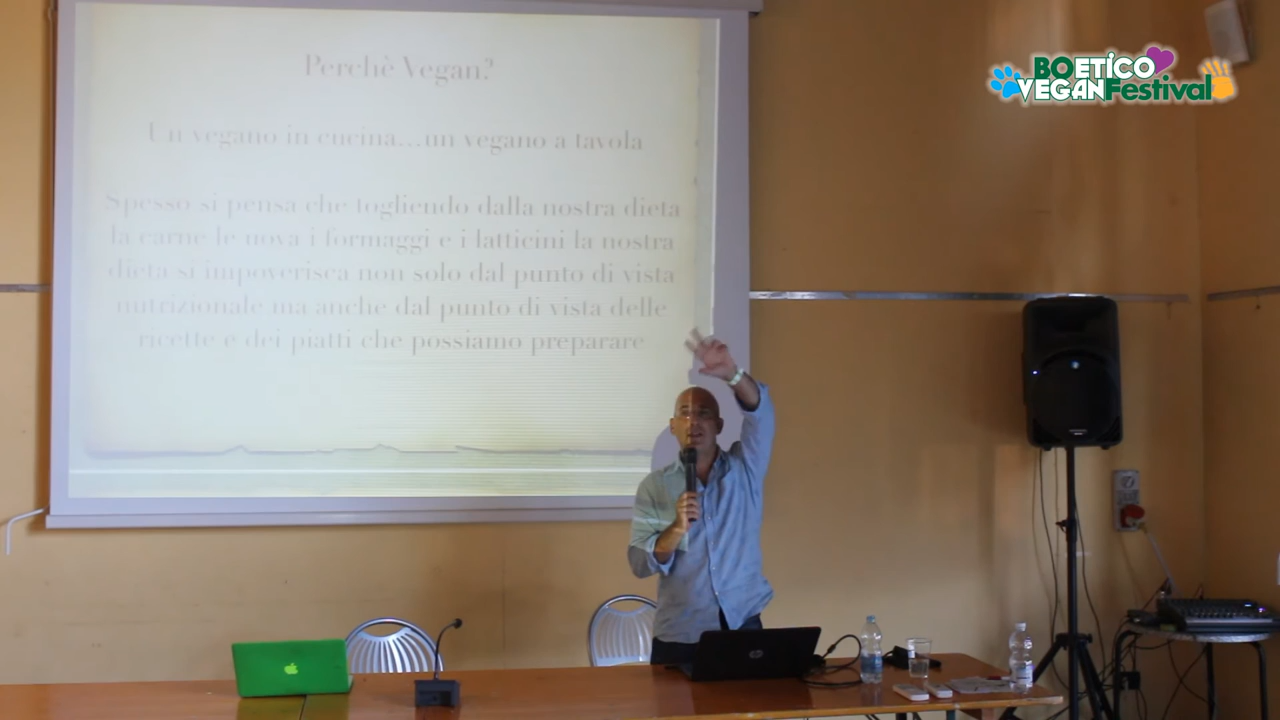 Perchè Vegan?
Un vegano in cucina...un vegano a tavola
Spesso si pensa che togliendo dalla nostra dieta
la carne le uova i formaggi e i latticini la nostra
dieta si impoverisca non solo dal punto di vista
nutrizionale ma anche dal punto di vista delle
ricette e dei piatti che possiamo preparare
BOETICO
VEGANFestival